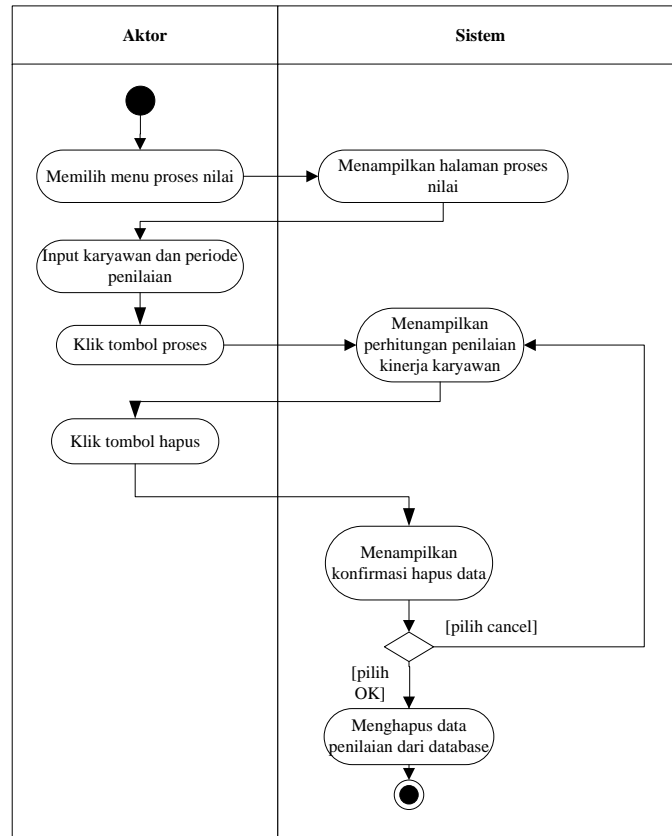 Aktor
Sistem
Memilih menu proses nilai
Menampilkan halaman proses
nilai
Input karyawan dan periode
penilaian
Klik tombol proses
Menampilkan
perhitungan penilaian
kinerja karyawan
Klik tombol hapus
Menampilkan
konfirmasi hapus data
[pilih cancel]
[pilih
OK]
Menghapus data
penilaian dari database